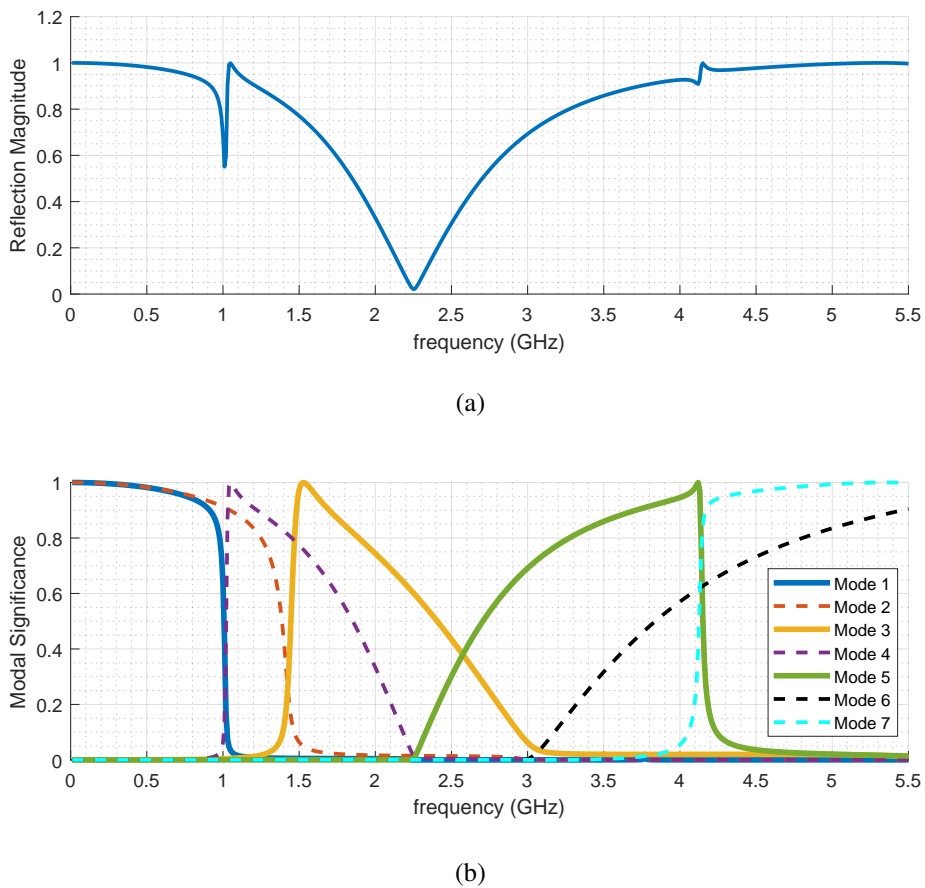 1.2
1
0.8
0.6
0.4
0.2
0
Reflection Magnitude
0 0.5 1 1.5 2 2.5 3 3.5 4 4.5 5 5.5
frequency (GHz)
(a)
1
0.8
0.6
0.4
0.2
0
Modal Significance
Mode 1
Mode 2
Mode 3
Mode 4
Mode 5
Mode 6
Mode 7
0 0.5 1 1.5 2 2.5 3 3.5 4 4.5 5 5.5
frequency (GHz)
(b)